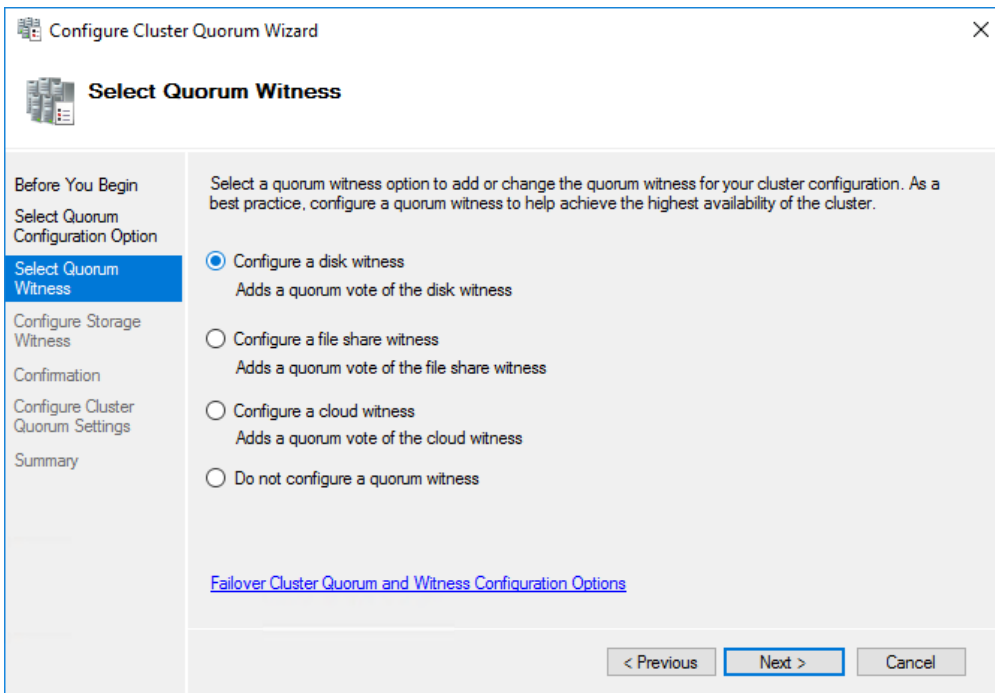 Configure Cluster Quorum Wizard
Select Quorum Witness
Before You Begin
Select Quorum
Configuration Option
Select Quorum
Witness
Configure Storage
Witness
Confirmation
Configure Cluster
Quorum Settings
Summary
Select a quorum witness option to add or change the quorum witness for your cluster configuration. As a
best practice, configure a quorum witness to help achieve the highest availability of the cluster.
Configure a disk witness
Adds a quorum vote of the disk witness
Configure a file share witness
Adds a quorum vote of the file share witness
Configure a cloud witness
Adds a quorum vote of the cloud witness
Do not configure a quorum witness
Failover Cluster Quorum and Witness Configuration Options
< Previous
Next >
Cancel